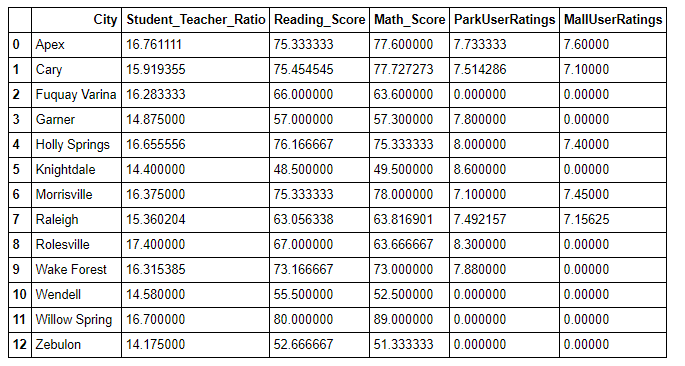 City Student_Teacher_Ratio Reading_Score Math_Score ParkUserRatings MallUserRatings
0 Apex 16.761111 75.333333 77.600000 7.733333 7.60000
1 Cary 15.919355 75.454545 77.727273 7.514286 7.10000
2 Fuquay Varina 16.283333 66.000000 63.600000 0.000000 0.00000
3 Garner 14.875000 57.000000 57.300000 7.800000 0.00000
4 Holly Springs 16.655556 76.166667 75.333333 8.000000 7.40000
5 Knightdale 14.400000 48.500000 49.500000 8.600000 0.00000
6 Morrisville 16.375000 75.333333 78.000000 7.100000 7.45000
7 Raleigh 15.360204 63.056338 63.816901 7.492157 7.15625
8 Rolesville 17.400000 67.000000 63.666667 8.300000 0.00000
9 Wake Forest 16.315385 73.166667 73.000000 7.880000 0.00000
10 Wendell 14.580000 55.500000 52.500000 0.000000 0.00000
11 Willow Spring 16.700000 80.000000 89.000000 0.000000 0.00000
12 Zebulon 14.175000 52.666667 51.333333 0.000000 0.00000